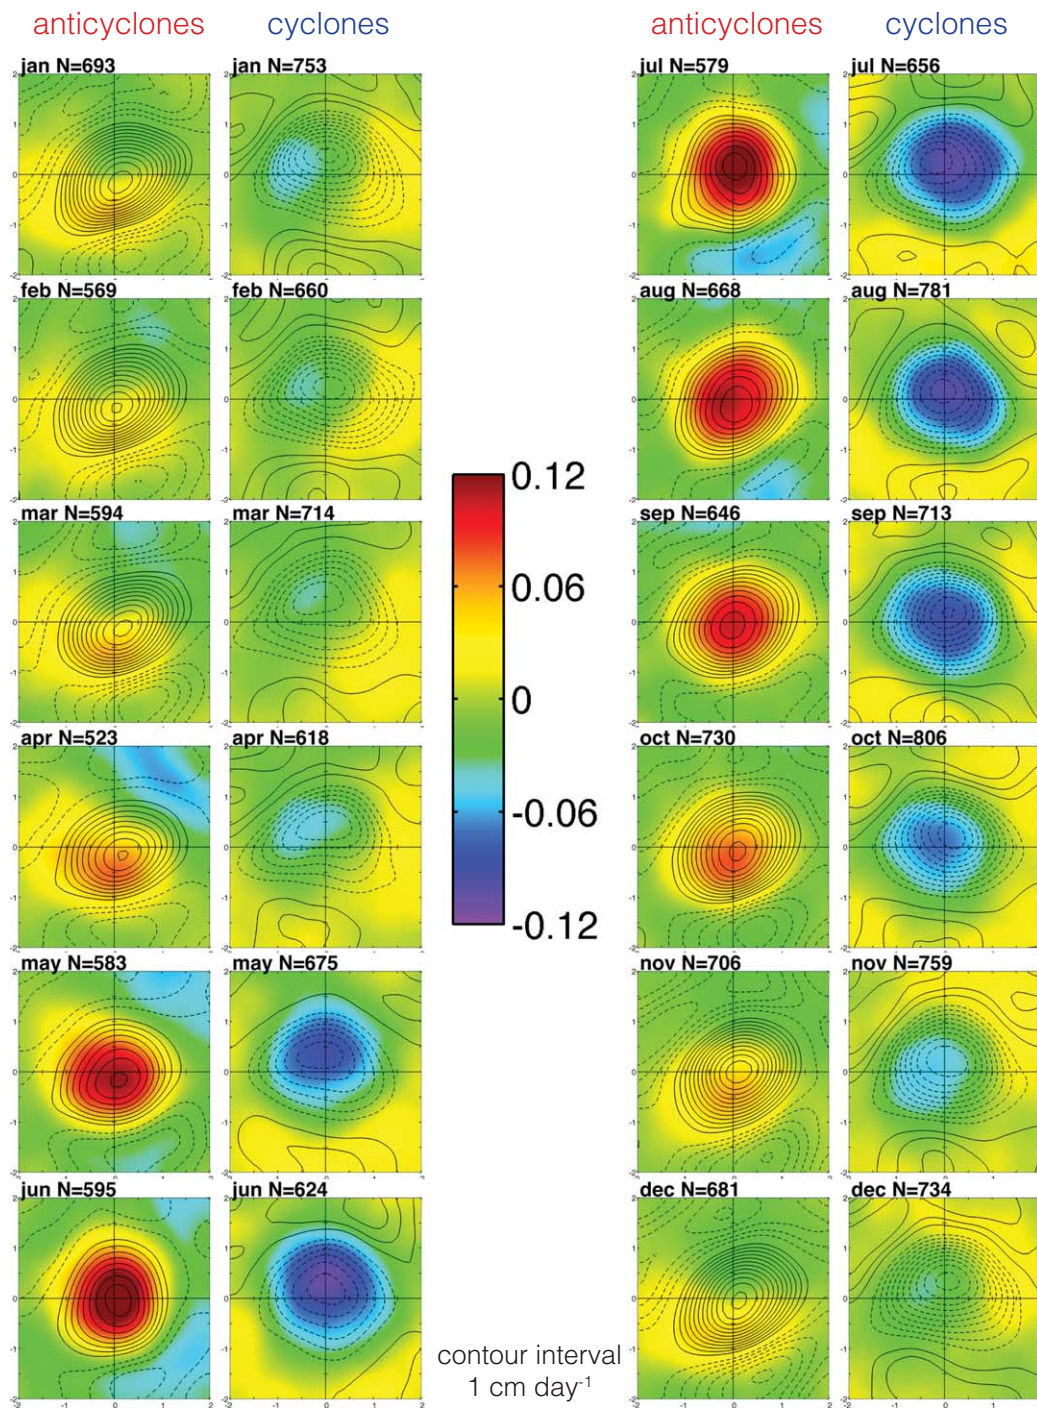 anticyclones cyclones anticyclones cyclones
jan N=693 jan N=753 jul N=579 jul N=656
feb N=569 feb N=660 aug N=668 aug N=781
mar N=594 mar N=714 sep N=646 sep N=713
apr N=523 apr N=618 oct N=730 oct N=806
may N=583 may N=675 nov N=706 nov N=759
jun N=595 jun N=624 dec N=681 dec N=734
0.12
0.06
0
-0.06
-0.12
contour interval
1 cm day⁻¹